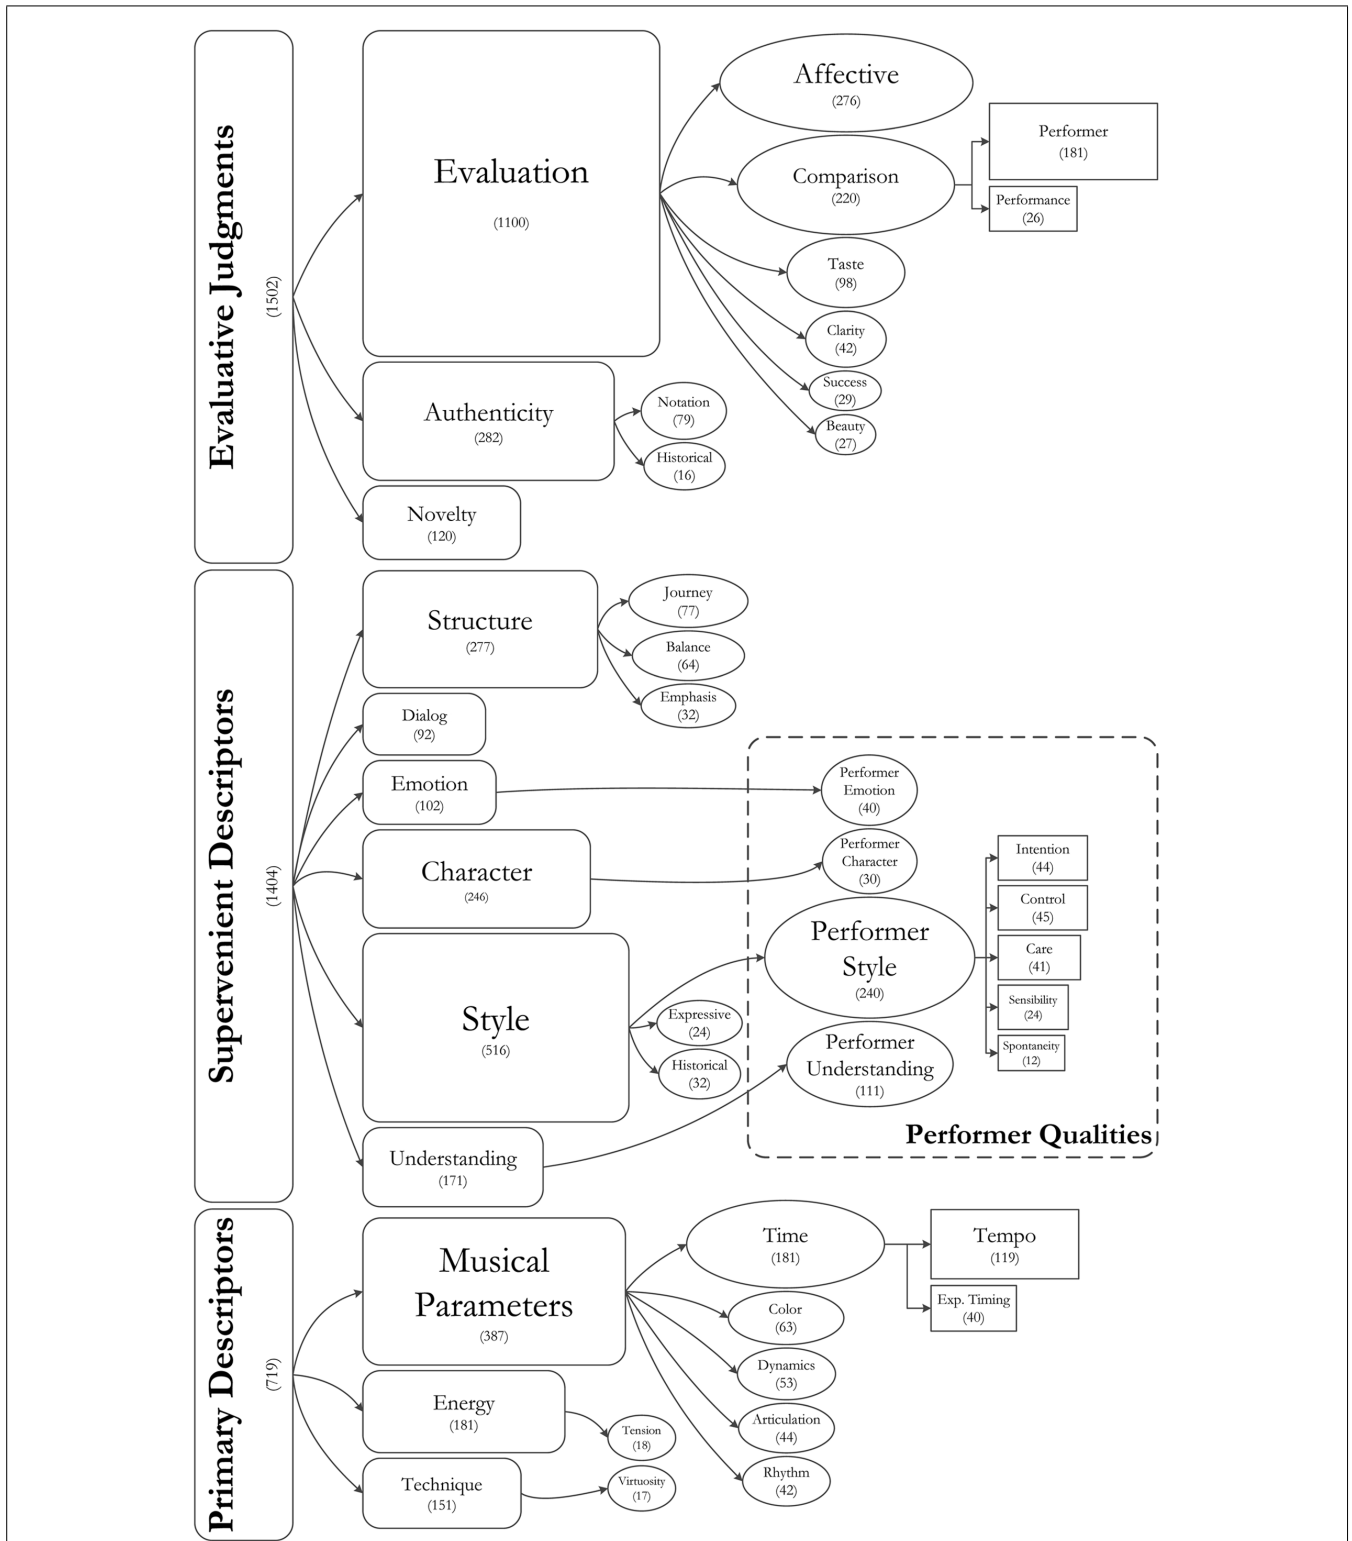 Evaluative Judgments
(1502)
Evaluation
(1100)
Affective
(276)
Comparison
(220)
Performer
(181)
Performance
(26)
Taste
(98)
Clarity
(42)
Success
(29)
Beauty
(27)
Authenticity
(282)
Notation
(79)
Historical
(16)
Novelty
(120)
Supervenient Descriptors
(1404)
Structure
(277)
Journey
(77)
Balance
(64)
Emphasis
(32)
Dialog
(92)
Emotion
(102)
Performer
Emotion
(40)
Character
(246)
Performer
Character
(30)
Style
(516)
Performer
Style
(240)
Intention
(44)
Control
(45)
Care
(41)
Sensibility
(24)
Spontaneity
(12)
Expressive
(24)
Historical
(32)
Performer
Understanding
(111)
Performer Qualities
Understanding
(171)
Primary Descriptors
(719)
Musical
Parameters
(387)
Time
(181)
Tempo
(119)
Exp. Timing
(40)
Color
(63)
Dynamics
(53)
Articulation
(44)
Rhythm
(42)
Energy
(181)
Tension
(18)
Technique
(151)
Virtuosity
(17)